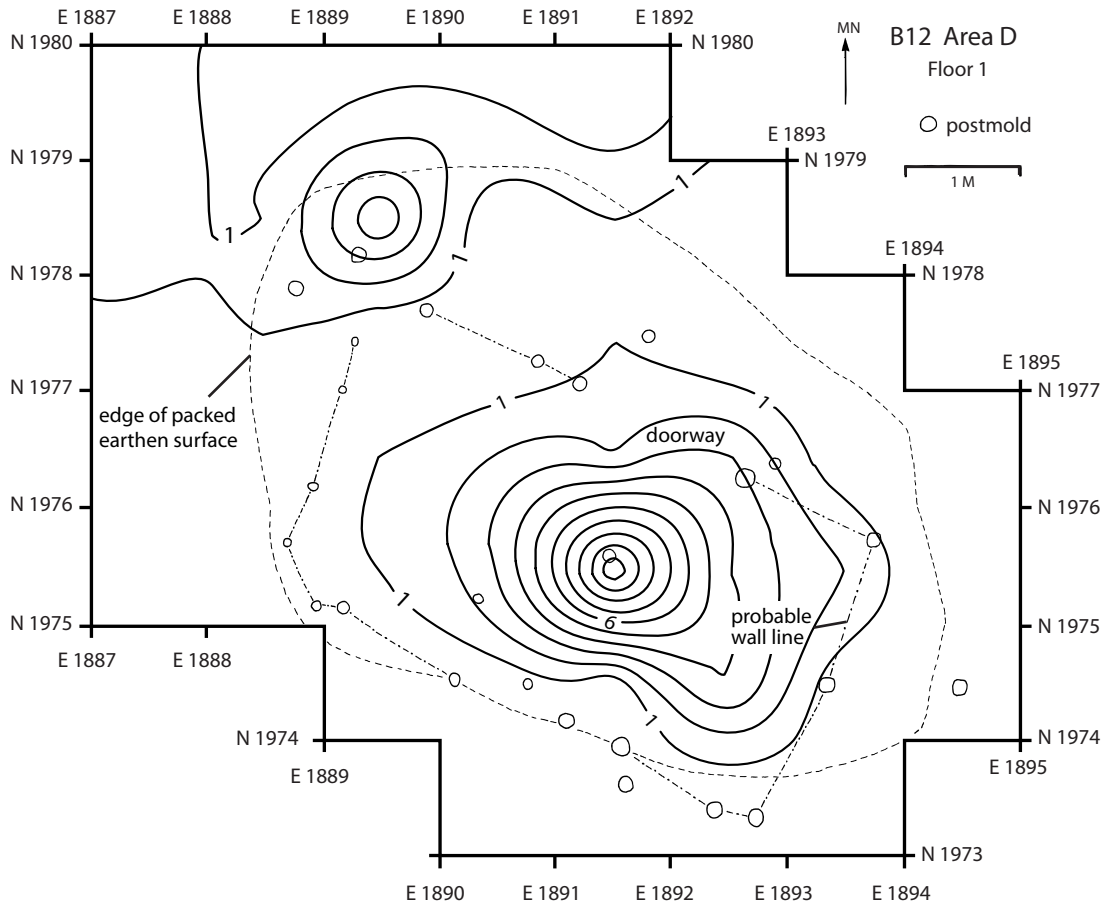 E 1887 E 1888 E 1889 E 1890 E 1891 E 1892
N 1980
N 1980
MN
B12 Area D
Floor 1
postmold
1 M
E 1893
N 1979
N 1979
1
1
1
E 1894
N 1978
N 1978
E 1895
N 1977
N 1977
edge of packed
earthen surface
1
1
doorway
N 1976
N 1976
1
6
probable
wall line
N 1975
N 1975
E 1887 E 1888
1
N 1974
N 1974
E 1889
E 1895
N 1973
E 1890 E 1891 E 1892 E 1893 E 1894